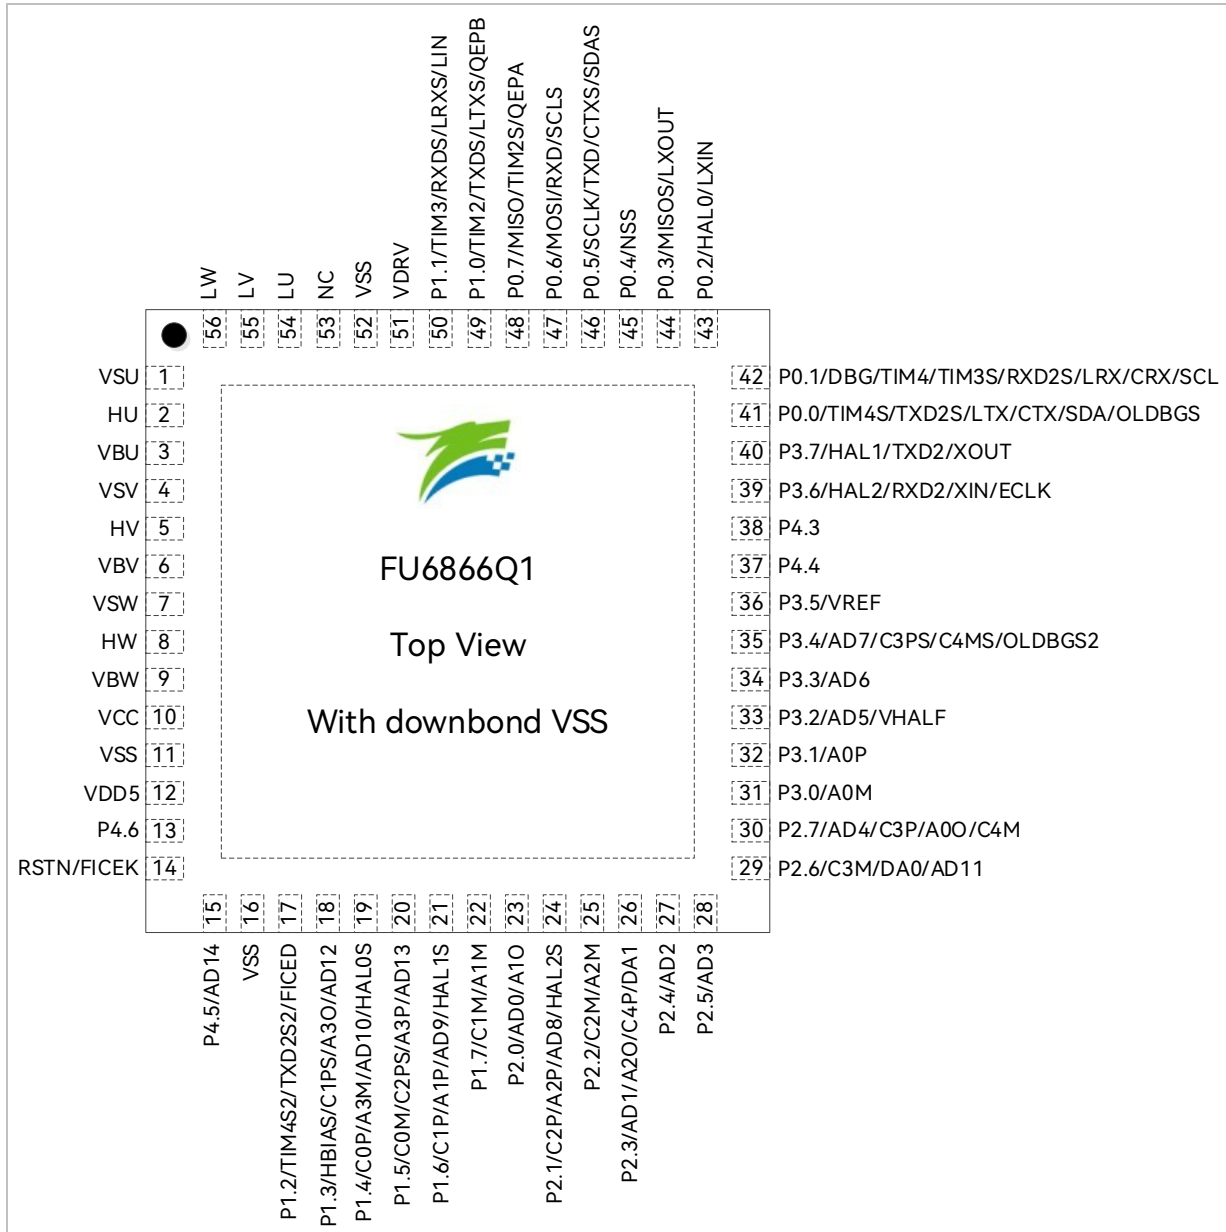 LW
LV
LU
NC
VSS
VDRV
P1.1/TIM3/RXDS/LRXS/LIN
P1.0/TIM2/TXDS/LTXS/QEPB
P0.7/MISO/TIM2S/QEPA
P0.6/MOSI/RXD/SCLS
P0.5/SCLK/TXD/CTXS/SDAS
P0.4/NSS
P0.3/MISOS/LXOUT
P0.2/HAL0/LXIN
56
55
54
53
52
51
50
49
48
47
46
45
44
43
VSU 1
HU 2
VBU 3
VSV 4
HV 5
VBV 6
VSW 7
HW 8
VBW 9
VCC 10
VSS 11
VDD5 12
P4.6 13
RSTN/FICEK 14
FU6866Q1
Top View
With downbond VSS
42 P0.1/DBG/TIM4/TIM3S/RXD2S/LRX/CRX/SCL
41 P0.0/TIM4S/TXD2S/LTX/CTX/SDA/OLDBGS
40 P3.7/HAL1/TXD2/XOUT
39 P3.6/HAL2/RXD2/XIN/ECLK
38 P4.3
37 P4.4
36 P3.5/VREF
35 P3.4/AD7/C3PS/C4MS/OLDBGS2
34 P3.3/AD6
33 P3.2/AD5/VHALF
32 P3.1/A0P
31 P3.0/A0M
30 P2.7/AD4/C3P/A0O/C4M
29 P2.6/C3M/DA0/AD11
15
16
17
18
19
20
21
22
23
24
25
26
27
28
P4.5/AD14
VSS
P1.2/TIM4S2/TXD2S2/FICED
P1.3/HBIAS/C1PS/A3O/AD12
P1.4/C0P/A3M/AD10/HAL0S
P1.5/C0M/C2PS/A3P/AD13
P1.6/C1P/A1P/AD9/HAL1S
P1.7/C1M/A1M
P2.0/AD0/A1O
P2.1/C2P/A2P/AD8/HAL2S
P2.2/C2M/A2M
P2.3/AD1/A2O/C4P/DA1
P2.4/AD2
P2.5/AD3